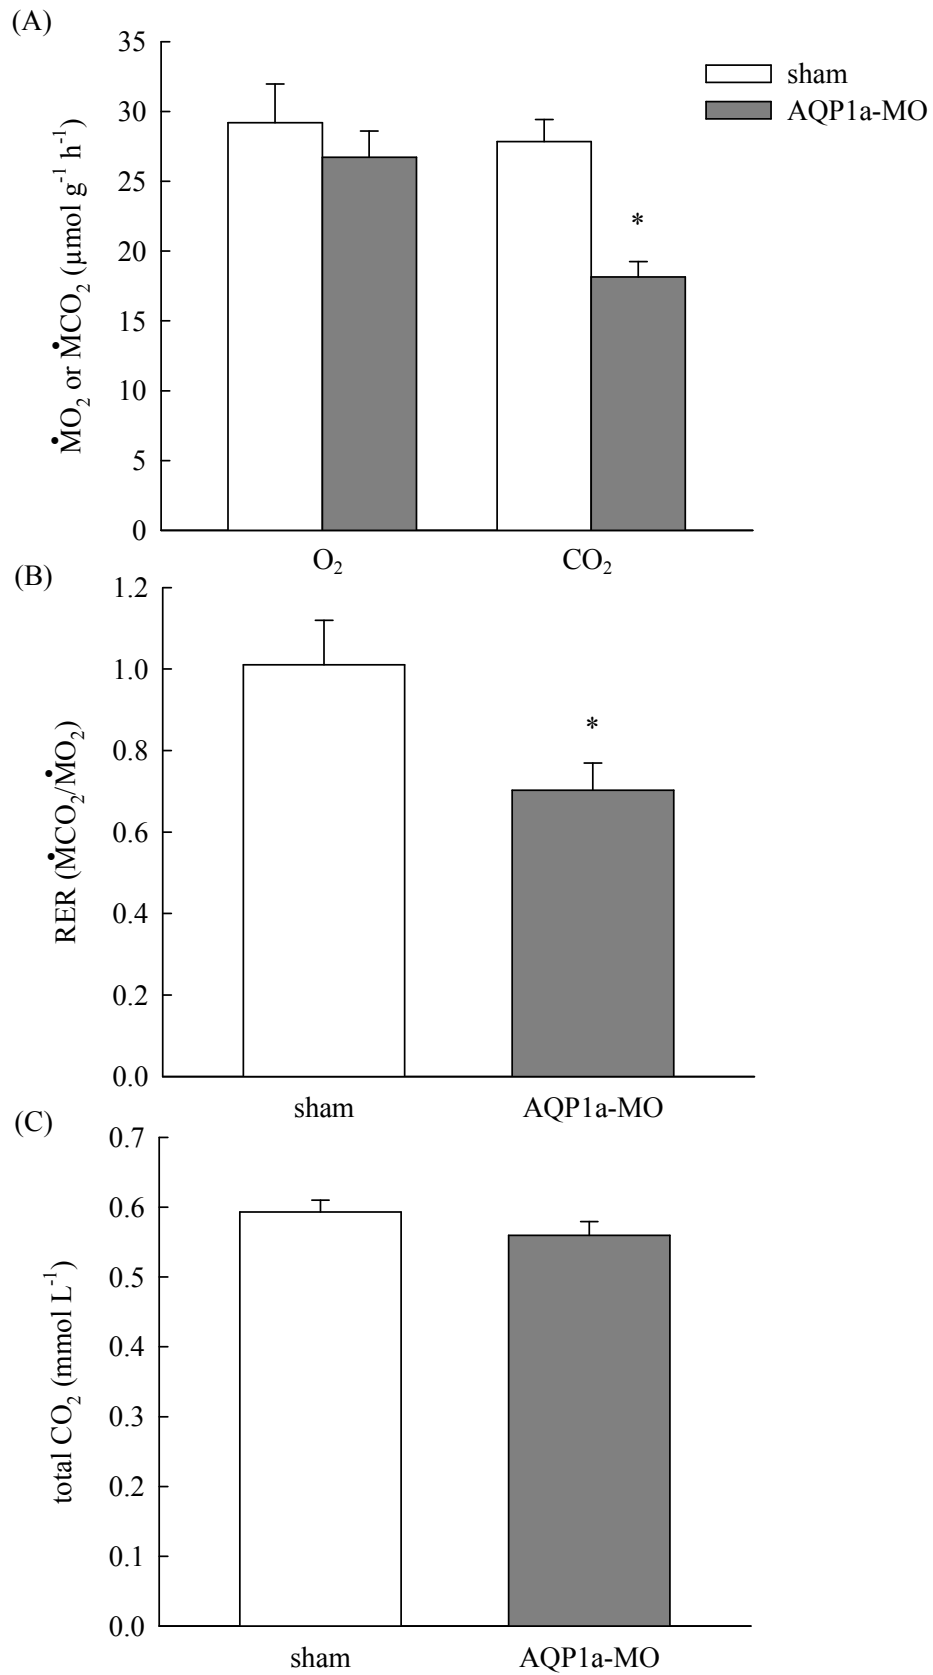 (A)
35
30
25
20
15
10
5
0
ṀO₂ or ṀCO₂ (µmol g⁻¹ h⁻¹)
sham
AQP1a-MO
*
O₂
CO₂
(B)
1.2
1.0
0.8
0.6
0.4
0.2
0.0
RER (ṀCO₂/ṀO₂)
*
sham
AQP1a-MO
(C)
0.7
0.6
0.5
0.4
0.3
0.2
0.1
0.0
total CO₂ (mmol L⁻¹)
sham
AQP1a-MO